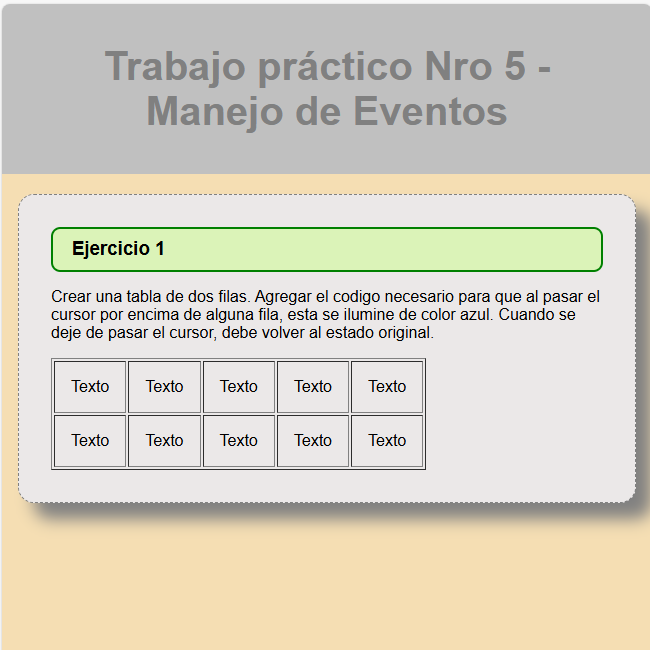 Trabajo práctico Nro 5 -
Manejo de Eventos
Ejercicio 1
Crear una tabla de dos filas. Agregar el codigo necesario para que al pasar el
cursor por encima de alguna fila, esta se ilumine de color azul. Cuando se
deje de pasar el cursor, debe volver al estado original.
Texto Texto Texto Texto Texto
Texto Texto Texto Texto Texto